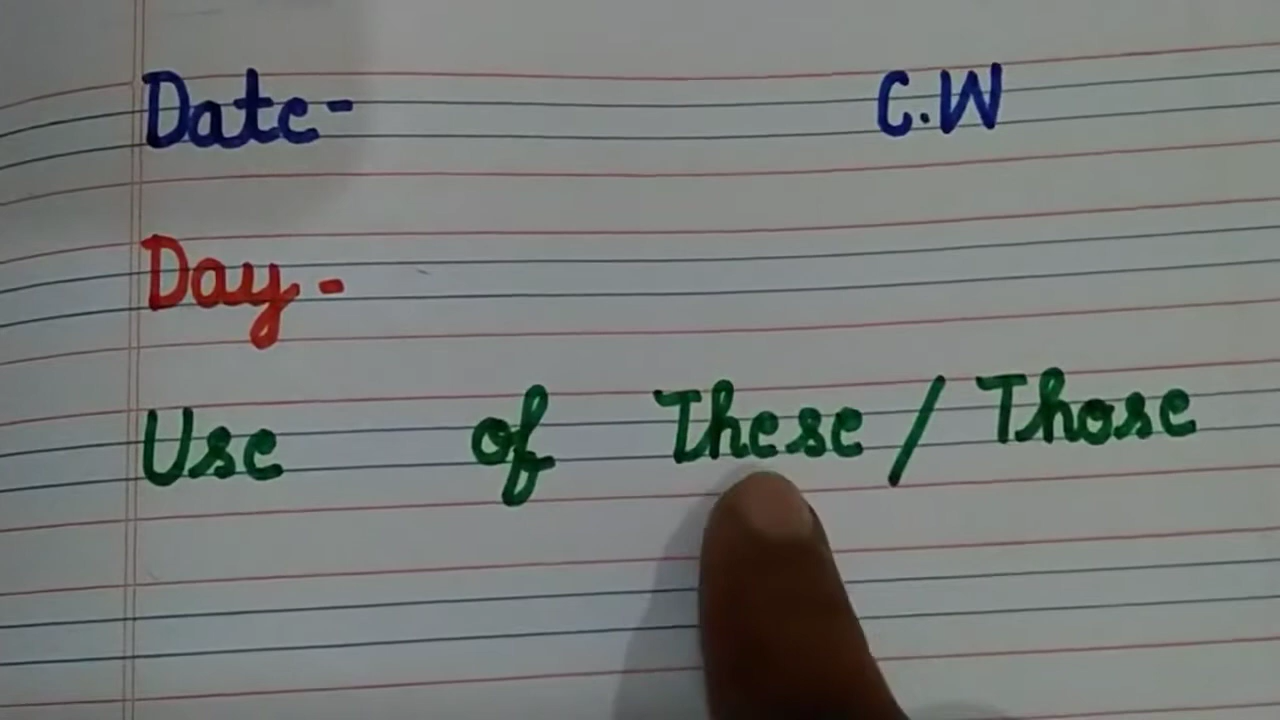 Date- C.W
Day-
Use of These / Those